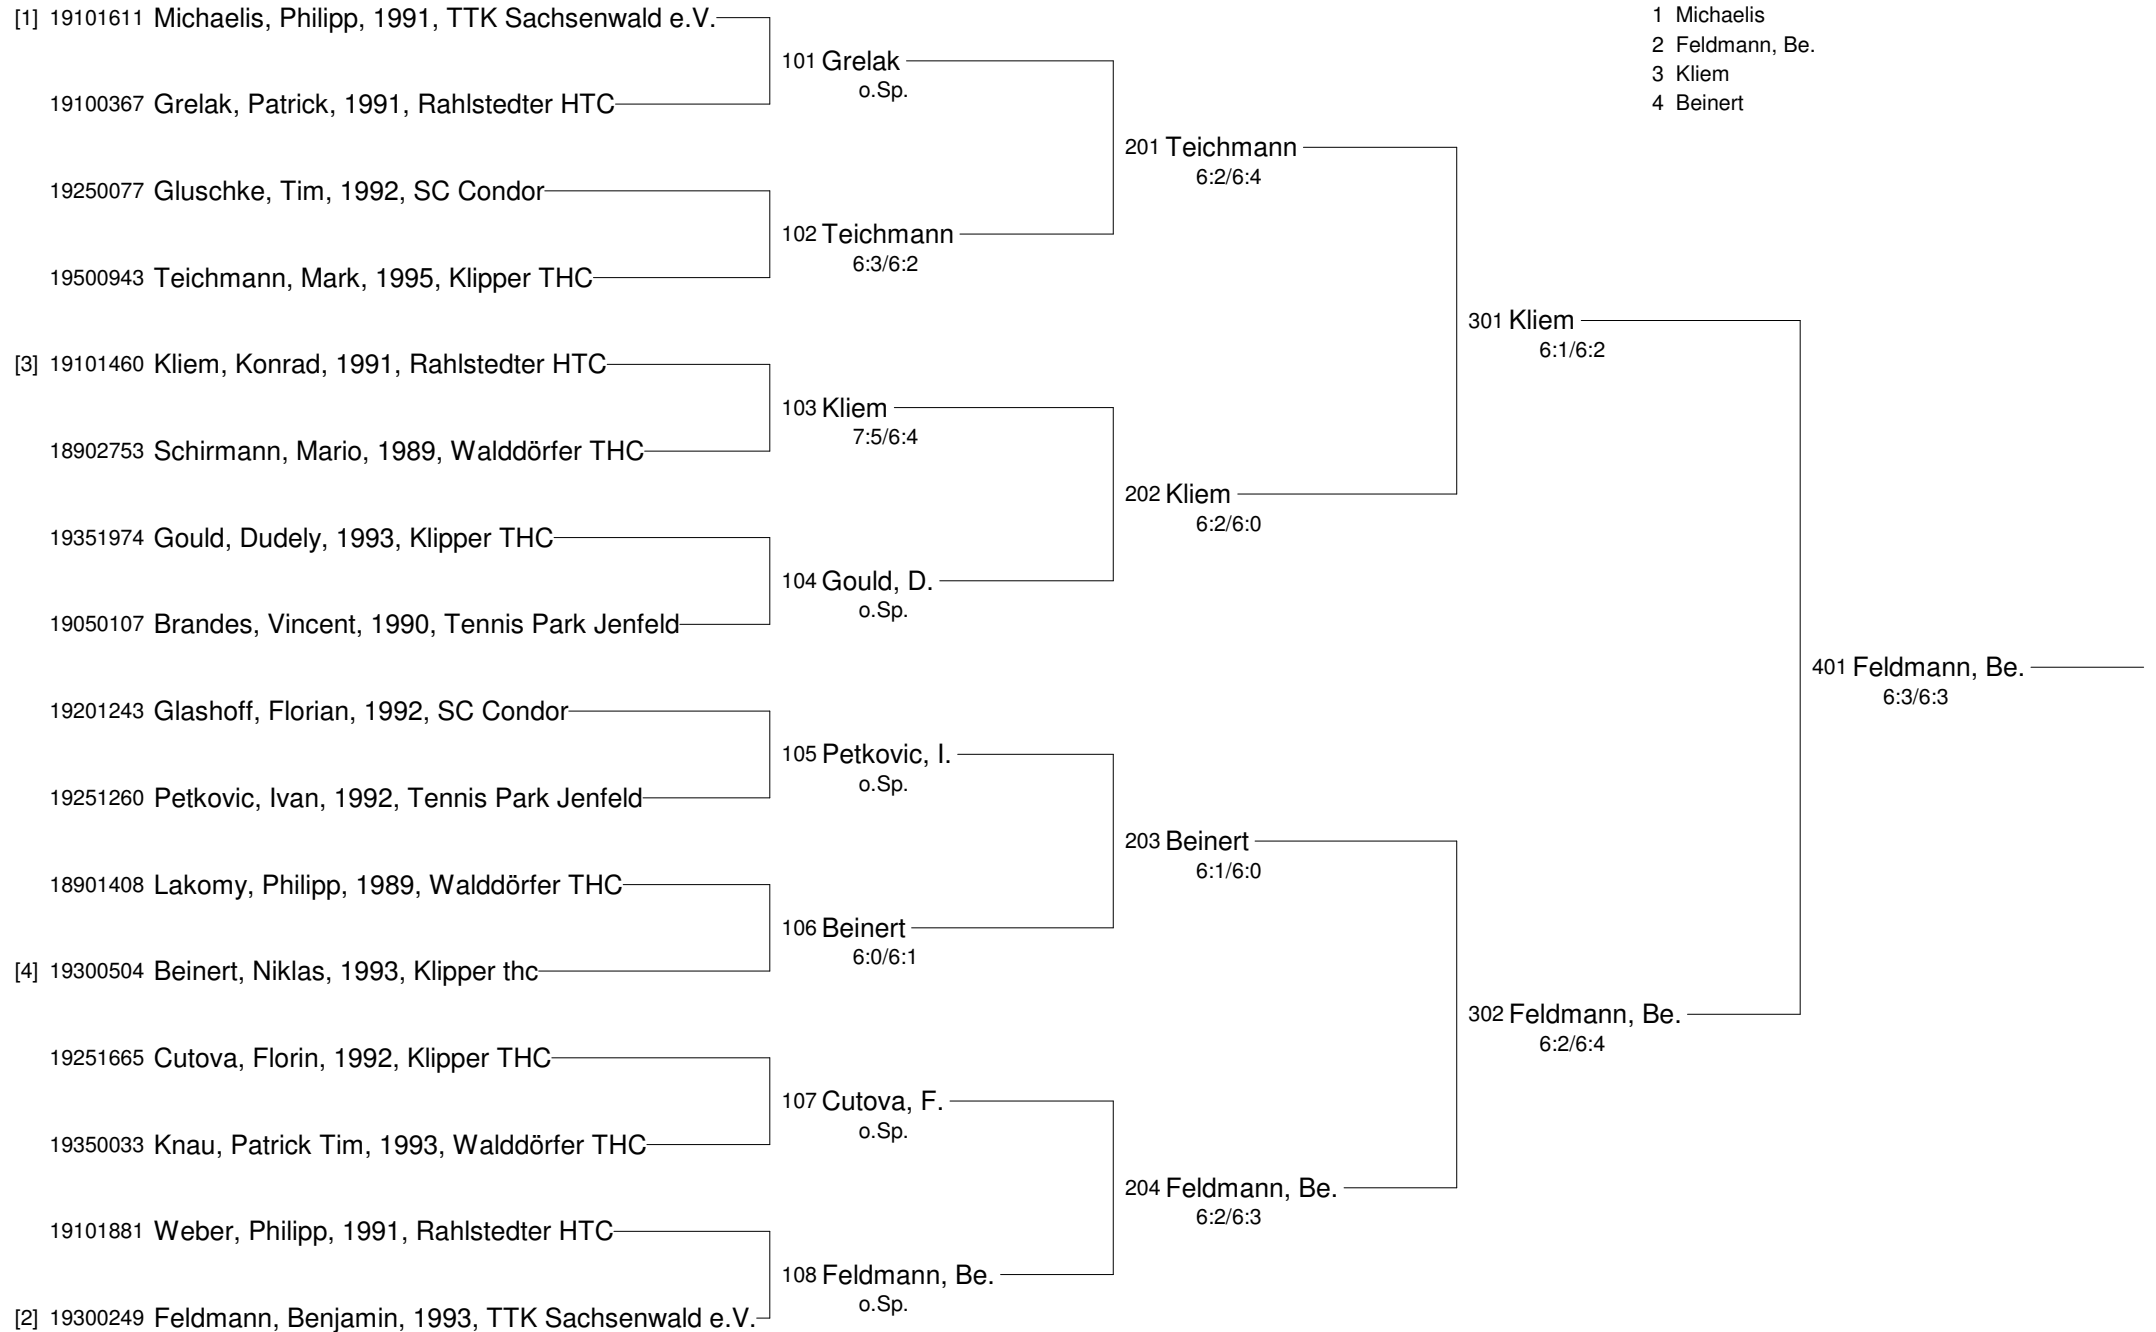 [1] 19101611 Michaelis, Philipp, 1991, TTK Sachsenwald e.V.
1 Michaelis
2 Feldmann, Be.
3 Kliem
4 Beinert
101 Grelak
o.Sp.
19100367 Grelak, Patrick, 1991, Rahlstedter HTC
201 Teichmann
6:2/6:4
19250077 Gluschke, Tim, 1992, SC Condor
102 Teichmann
6:3/6:2
19500943 Teichmann, Mark, 1995, Klipper THC
301 Kliem
6:1/6:2
[3] 19101460 Kliem, Konrad, 1991, Rahlstedter HTC
103 Kliem
7:5/6:4
18902753 Schirmann, Mario, 1989, Walddörfer THC
202 Kliem
6:2/6:0
19351974 Gould, Dudely, 1993, Klipper THC
104 Gould, D.
o.Sp.
19050107 Brandes, Vincent, 1990, Tennis Park Jenfeld
401 Feldmann, Be.
6:3/6:3
19201243 Glashoff, Florian, 1992, SC Condor
105 Petkovic, I.
o.Sp.
19251260 Petkovic, Ivan, 1992, Tennis Park Jenfeld
203 Beinert
6:1/6:0
18901408 Lakomy, Philipp, 1989, Walddörfer THC
106 Beinert
6:0/6:1
[4] 19300504 Beinert, Niklas, 1993, Klipper thc
302 Feldmann, Be.
6:2/6:4
19251665 Cutova, Florin, 1992, Klipper THC
107 Cutova, F.
o.Sp.
19350033 Knau, Patrick Tim, 1993, Walddörfer THC
204 Feldmann, Be.
6:2/6:3
19101881 Weber, Philipp, 1991, Rahlstedter HTC
108 Feldmann, Be.
o.Sp.
[2] 19300249 Feldmann, Benjamin, 1993, TTK Sachsenwald e.V.